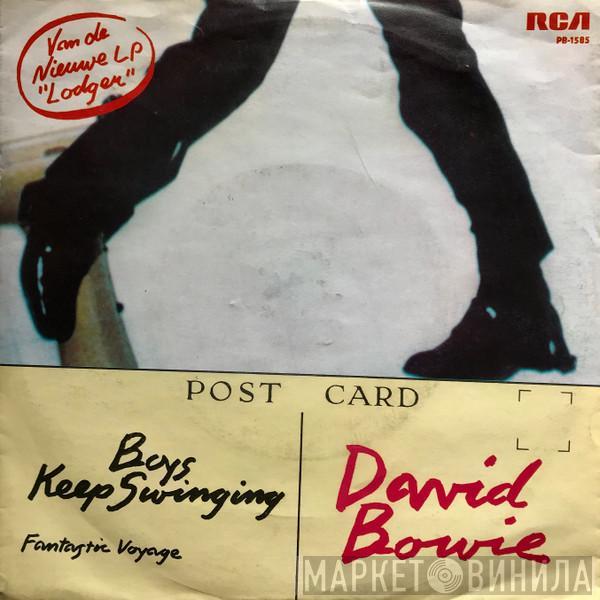 Van de
Nieuwe LP
"Lodger"
RCA
PB-1585
POST CARD
Boys
Keep Swinging
Fantastic Voyage
David
Bowie
МАРКЕТ ВИНИЛА